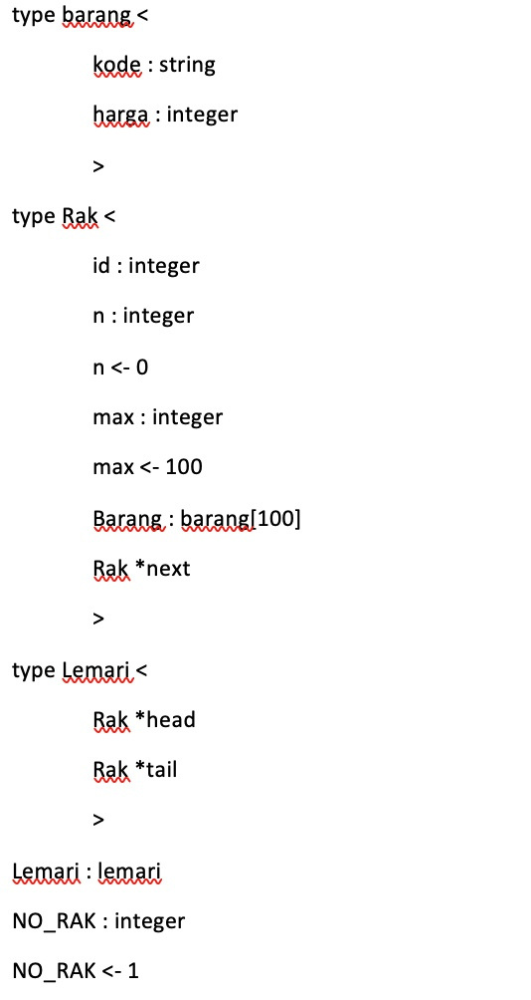 type barang <
kode : string
harga : integer
>
type Rak <
id : integer
n : integer
n <- 0
max : integer
max <- 100
Barang : barang[100]
Rak *next
>
type Lemari <
Rak *head
Rak *tail
>
Lemari : lemari
NO_RAK : integer
NO_RAK <- 1